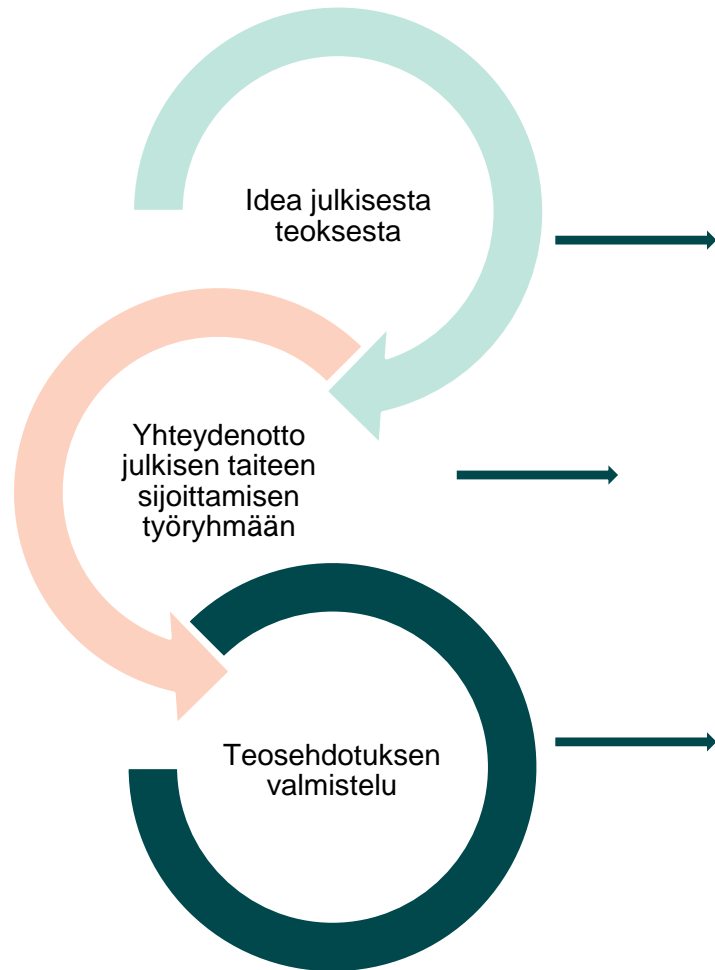 Idea julkisesta
teoksesta
Yhteydenotto
julkisen taiteen
sijoittamisen
työryhmään
Teosehdotuksen
valmistelu